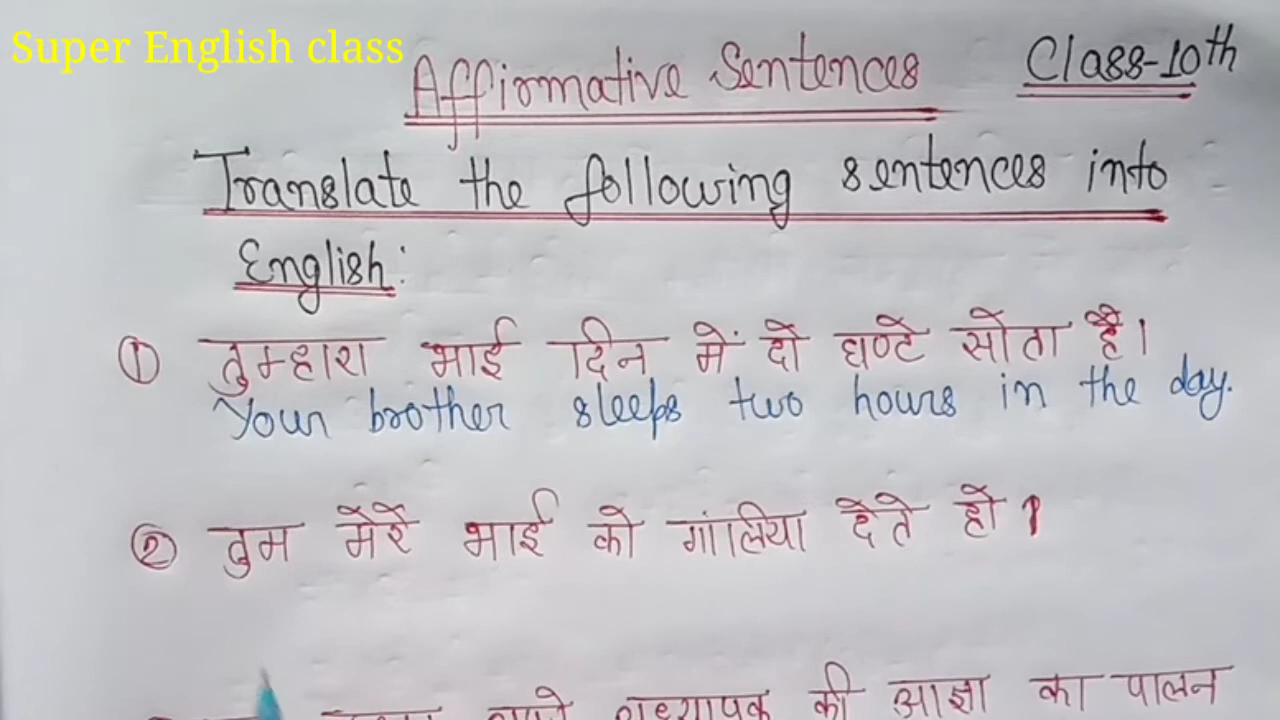 Super English class
Affirmative Sentences Class-10th
Translate the following sentences into
English:
① तुम्हारा भाई दिन में दो घण्टे सोता है।
Your brother sleeps two hours in the day.
② तुम मेरे भाई को गांलिया देते हो।
अध्यापक की आज्ञा का पालन